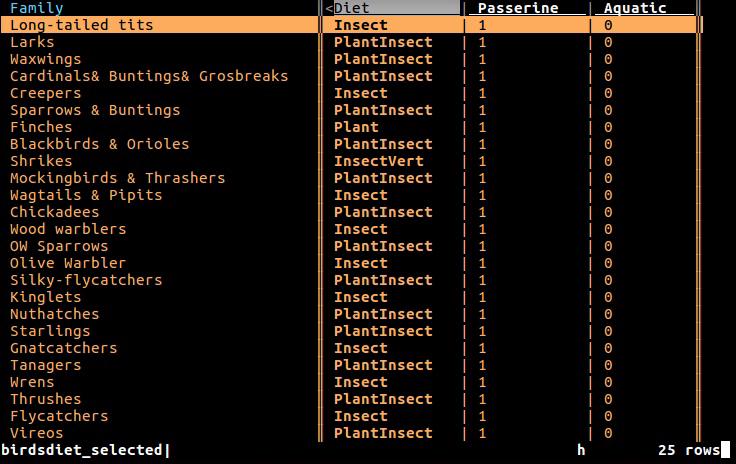 Family ║<Diet | Passerine | Aquatic ║
Long-tailed tits ║ Insect | 1 | 0 ║
Larks ║ PlantInsect | 1 | 0 ║
Waxwings ║ PlantInsect | 1 | 0 ║
Cardinals& Buntings& Grosbreaks ║ PlantInsect | 1 | 0 ║
Creepers ║ Insect | 1 | 0 ║
Sparrows & Buntings ║ PlantInsect | 1 | 0 ║
Finches ║ Plant | 1 | 0 ║
Blackbirds & Orioles ║ PlantInsect | 1 | 0 ║
Shrikes ║ InsectVert | 1 | 0 ║
Mockingbirds & Thrashers ║ PlantInsect | 1 | 0 ║
Wagtails & Pipits ║ Insect | 1 | 0 ║
Chickadees ║ PlantInsect | 1 | 0 ║
Wood warblers ║ Insect | 1 | 0 ║
OW Sparrows ║ PlantInsect | 1 | 0 ║
Olive Warbler ║ Insect | 1 | 0 ║
Silky-flycatchers ║ PlantInsect | 1 | 0 ║
Kinglets ║ Insect | 1 | 0 ║
Nuthatches ║ PlantInsect | 1 | 0 ║
Starlings ║ PlantInsect | 1 | 0 ║
Gnatcatchers ║ Insect | 1 | 0 ║
Tanagers ║ PlantInsect | 1 | 0 ║
Wrens ║ Insect | 1 | 0 ║
Thrushes ║ PlantInsect | 1 | 0 ║
Flycatchers ║ Insect | 1 | 0 ║
Vireos ║ PlantInsect | 1 | 0 ║
birdsdiet_selected| h 25 rows